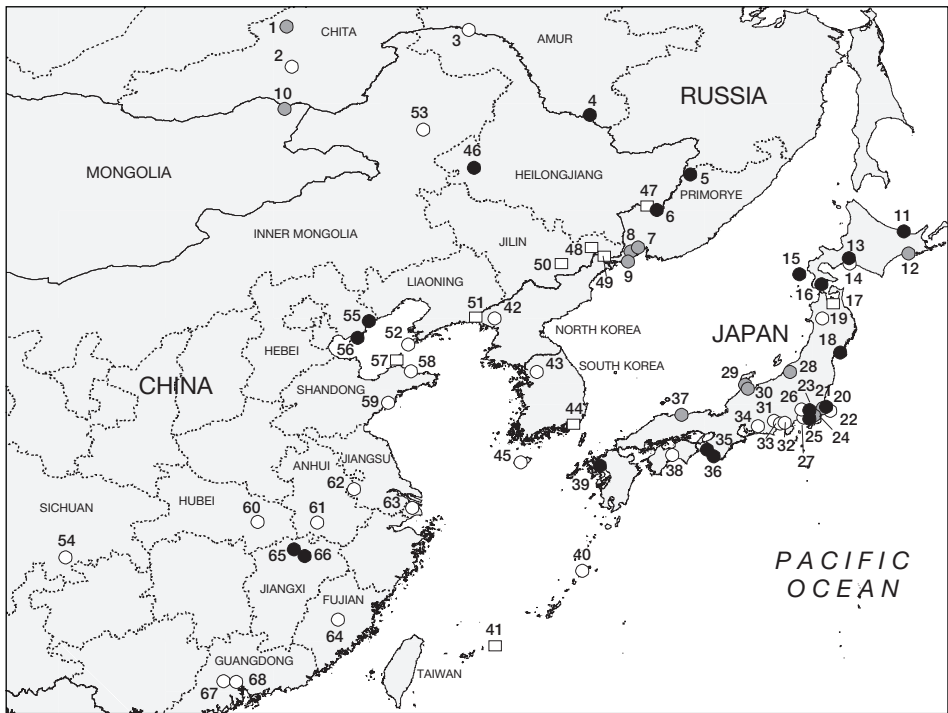 1
CHITA
3
AMUR
2
RUSSIA
10
4
53
46
MONGOLIA
HEILONGJIANG
5
PRIMORYE
47
6
INNER MONGOLIA
11
JILIN
48
8
7
13
12
50
49
9
15
14
LIAONING
16
17
51
42
19
55
52
NORTH KOREA
JAPAN
HEBEI
56
57
58
43
SOUTH KOREA
18
CHINA
SHANDONG
29
28
59
30
23
21
20
37
26
31
44
34
22
ANHUI
JIANGSU
45
35
33
32
25
24
39
38
36
27
62
HUBEI
63
SICHUAN
60
61
54
65
66
40
PACIFIC
OCEAN
JIANGXI
FUJIAN
64
41
GUANGDONG
TAIWAN
67
68